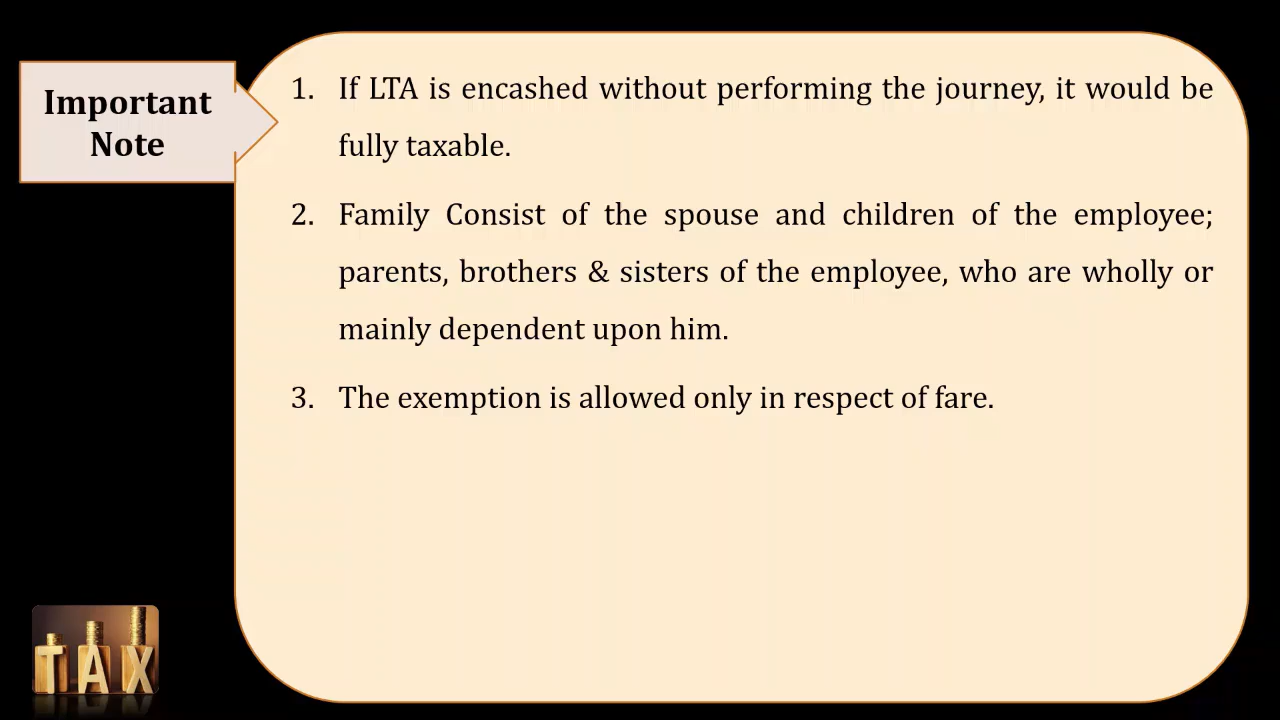 Important
Note
1. If LTA is encashed without performing the journey, it would be
fully taxable.
2. Family Consist of the spouse and children of the employee;
parents, brothers & sisters of the employee, who are wholly or
mainly dependent upon him.
3. The exemption is allowed only in respect of fare.
TAX